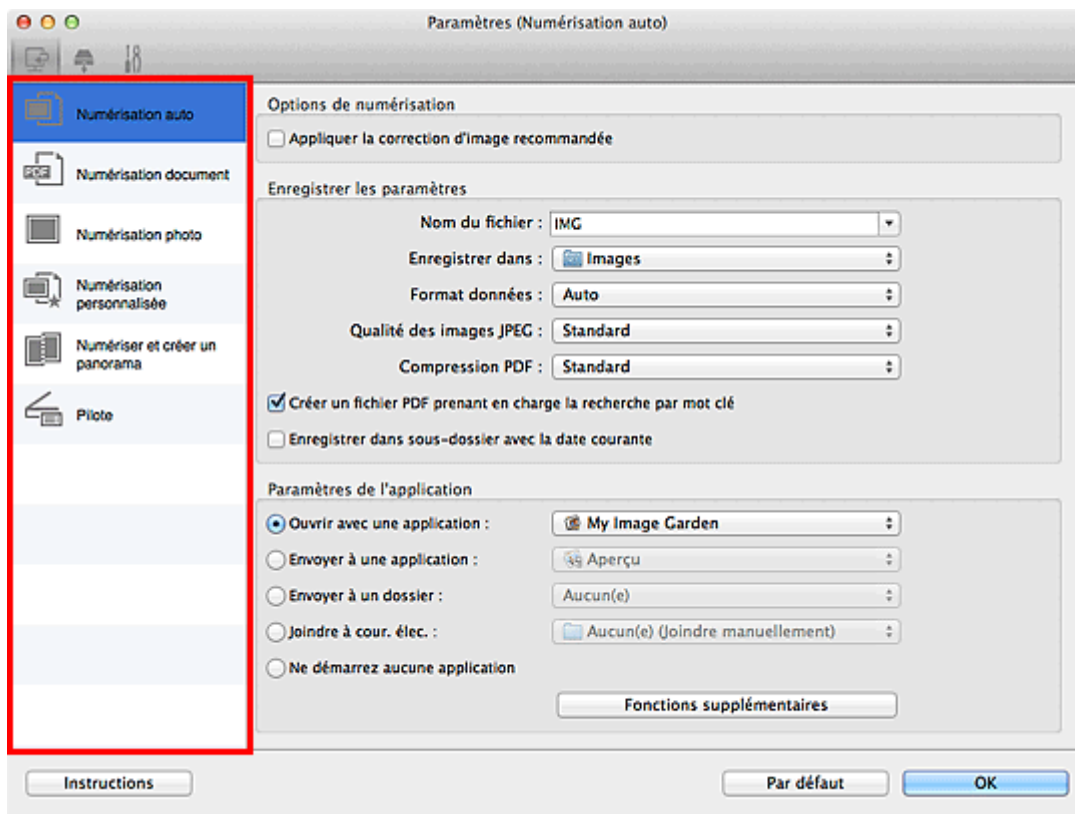 Paramètres (Numérisation auto)
Numérisation auto
PDF
Numérisation document
Numérisation photo
Numérisation
personnalisée
Numériser et créer un
panorama
Pilote
Options de numérisation
Appliquer la correction d'image recommandée
Enregistrer les paramètres
Nom du fichier : IMG
Enregistrer dans : Images
Format données : Auto
Qualité des images JPEG : Standard
Compression PDF : Standard
Créer un fichier PDF prenant en charge la recherche par mot clé
Enregistrer dans sous-dossier avec la date courante
Paramètres de l'application
Ouvrir avec une application : My Image Garden
Envoyer à une application : Aperçu
Envoyer à un dossier : Aucun(e)
Joindre à cour. élec. : Aucun(e) (Joindre manuellement)
Ne démarrez aucune application
Fonctions supplémentaires
Instructions
Par défaut
OK